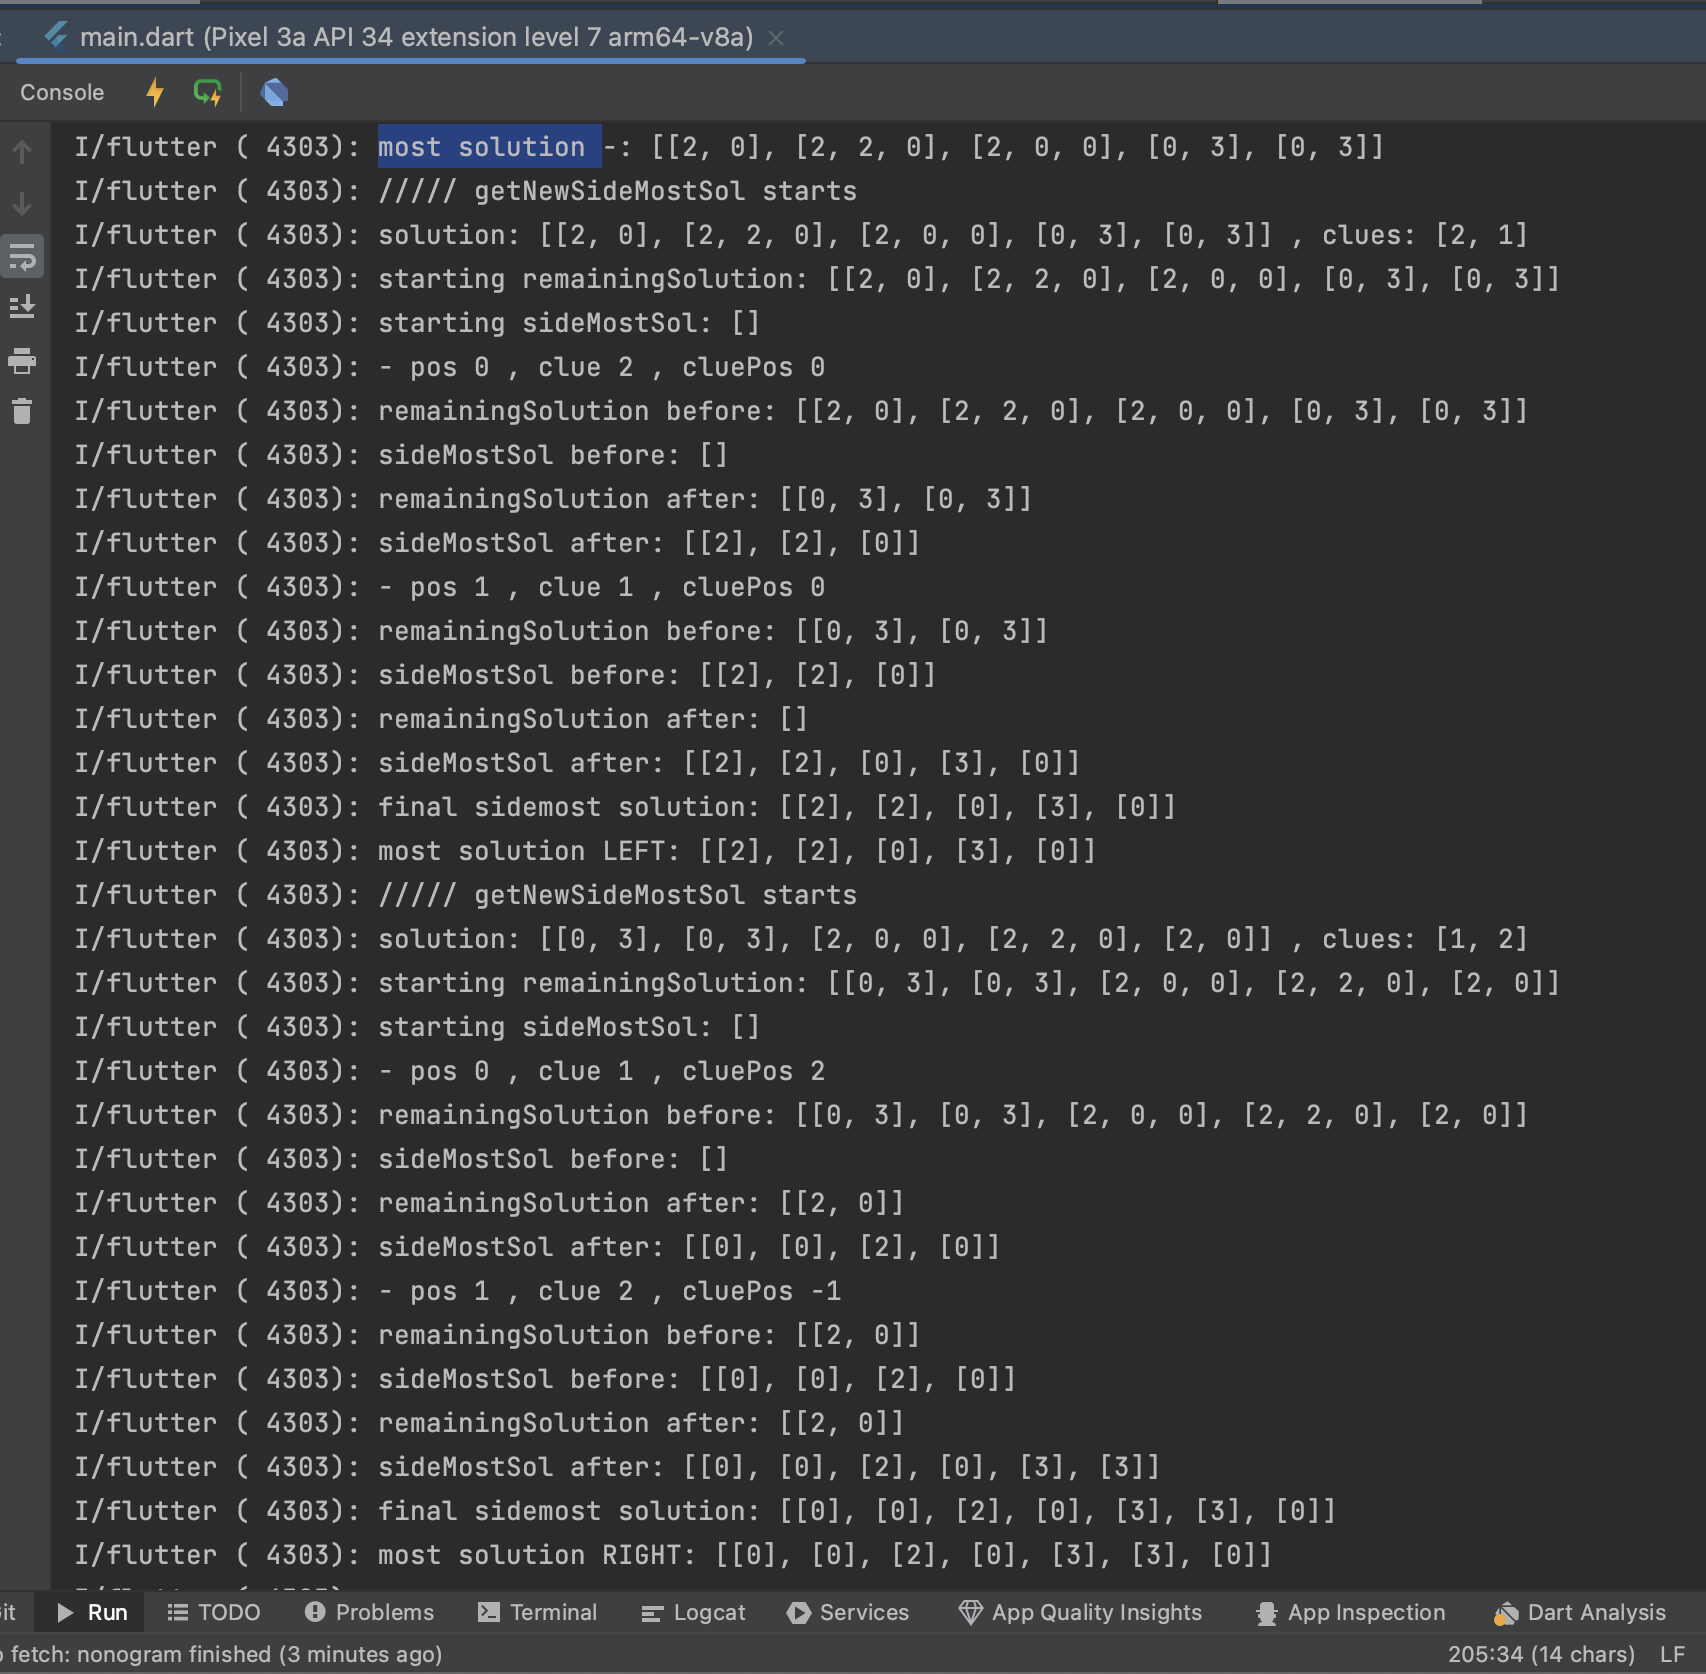 main.dart (Pixel 3a API 34 extension level 7 arm64-v8a)
Console
I/flutter ( 4303): most solution -: [[2, 0], [2, 2, 0], [2, 0, 0], [0, 3], [0, 3]]
I/flutter ( 4303): ///// getNewSideMostSol starts
I/flutter ( 4303): solution: [[2, 0], [2, 2, 0], [2, 0, 0], [0, 3], [0, 3]] , clues: [2, 1]
I/flutter ( 4303): starting remainingSolution: [[2, 0], [2, 2, 0], [2, 0, 0], [0, 3], [0, 3]]
I/flutter ( 4303): starting sideMostSol: []
I/flutter ( 4303): - pos 0 , clue 2 , cluePos 0
I/flutter ( 4303): remainingSolution before: [[2, 0], [2, 2, 0], [2, 0, 0], [0, 3], [0, 3]]
I/flutter ( 4303): sideMostSol before: []
I/flutter ( 4303): remainingSolution after: [[0, 3], [0, 3]]
I/flutter ( 4303): sideMostSol after: [[2], [2], [0]]
I/flutter ( 4303): - pos 1 , clue 1 , cluePos 0
I/flutter ( 4303): remainingSolution before: [[0, 3], [0, 3]]
I/flutter ( 4303): sideMostSol before: [[2], [2], [0]]
I/flutter ( 4303): remainingSolution after: []
I/flutter ( 4303): sideMostSol after: [[2], [2], [0], [3], [0]]
I/flutter ( 4303): final sidemost solution: [[2], [2], [0], [3], [0]]
I/flutter ( 4303): most solution LEFT: [[2], [2], [0], [3], [0]]
I/flutter ( 4303): ///// getNewSideMostSol starts
I/flutter ( 4303): solution: [[0, 3], [0, 3], [2, 0, 0], [2, 2, 0], [2, 0]] , clues: [1, 2]
I/flutter ( 4303): starting remainingSolution: [[0, 3], [0, 3], [2, 0, 0], [2, 2, 0], [2, 0]]
I/flutter ( 4303): starting sideMostSol: []
I/flutter ( 4303): - pos 0 , clue 1 , cluePos 2
I/flutter ( 4303): remainingSolution before: [[0, 3], [0, 3], [2, 0, 0], [2, 2, 0], [2, 0]]
I/flutter ( 4303): sideMostSol before: []
I/flutter ( 4303): remainingSolution after: [[2, 0]]
I/flutter ( 4303): sideMostSol after: [[0], [0], [2], [0]]
I/flutter ( 4303): - pos 1 , clue 2 , cluePos -1
I/flutter ( 4303): remainingSolution before: [[2, 0]]
I/flutter ( 4303): sideMostSol before: [[0], [0], [2], [0]]
I/flutter ( 4303): remainingSolution after: [[2, 0]]
I/flutter ( 4303): sideMostSol after: [[0], [0], [2], [0], [3], [3]]
I/flutter ( 4303): final sidemost solution: [[0], [0], [2], [0], [3], [3], [0]]
I/flutter ( 4303): most solution RIGHT: [[0], [0], [2], [0], [3], [3], [0]]
it Run TODO Problems Terminal Logcat Services App Quality Insights App Inspection Dart Analysis
o fetch: nonogram finished (3 minutes ago) 205:34 (14 chars) LF